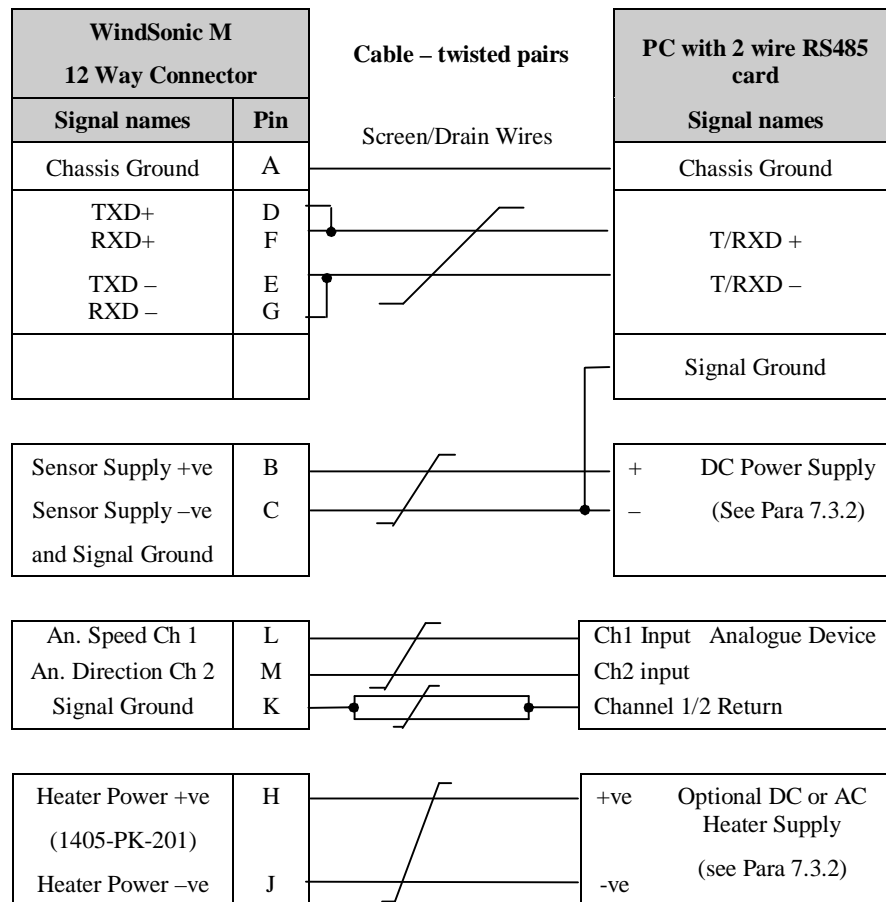 WindSonic M
12 Way Connector
Cable – twisted pairs
PC with 2 wire RS485
card
Signal names Pin
Screen/Drain Wires
Signal names
Chassis Ground A
Chassis Ground
TXD+ D
RXD+ F
T/RXD +
TXD – E
T/RXD –
RXD – G
Signal Ground
Sensor Supply +ve B
+ DC Power Supply
Sensor Supply –ve C
– (See Para 7.3.2)
and Signal Ground
An. Speed Ch 1 L
Ch1 Input Analogue Device
An. Direction Ch 2 M
Ch2 input
Signal Ground K
Channel 1/2 Return
Heater Power +ve H
+ve Optional DC or AC
Heater Supply
(1405-PK-201)
(see Para 7.3.2)
Heater Power –ve J
-ve